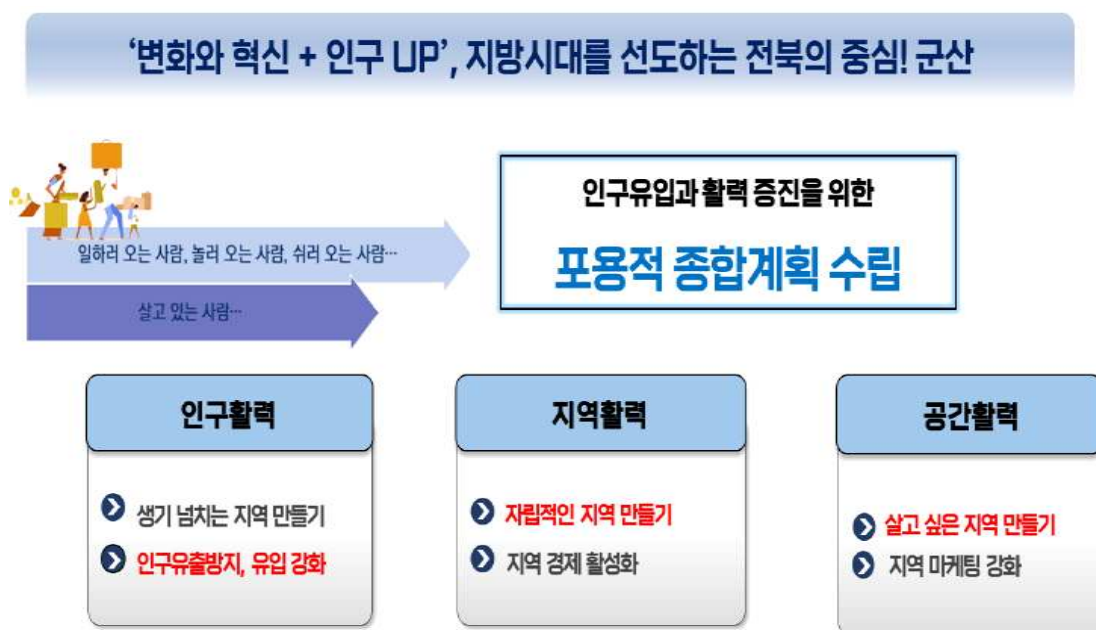 ‘변화와 혁신 + 인구 UP’, 지방시대를 선도하는 전북의 중심! 군산
인구유입과 활력 증진을 위한
포용적 종합계획 수립
일하러 오는 사람, 놀러 오는 사람, 쉬러 오는 사람…
살고 있는 사람…
인구활력
생기 넘치는 지역 만들기
인구유출방지, 유입 강화
지역활력
자립적인 지역 만들기
지역 경제 활성화
공간활력
살고 싶은 지역 만들기
지역 마케팅 강화